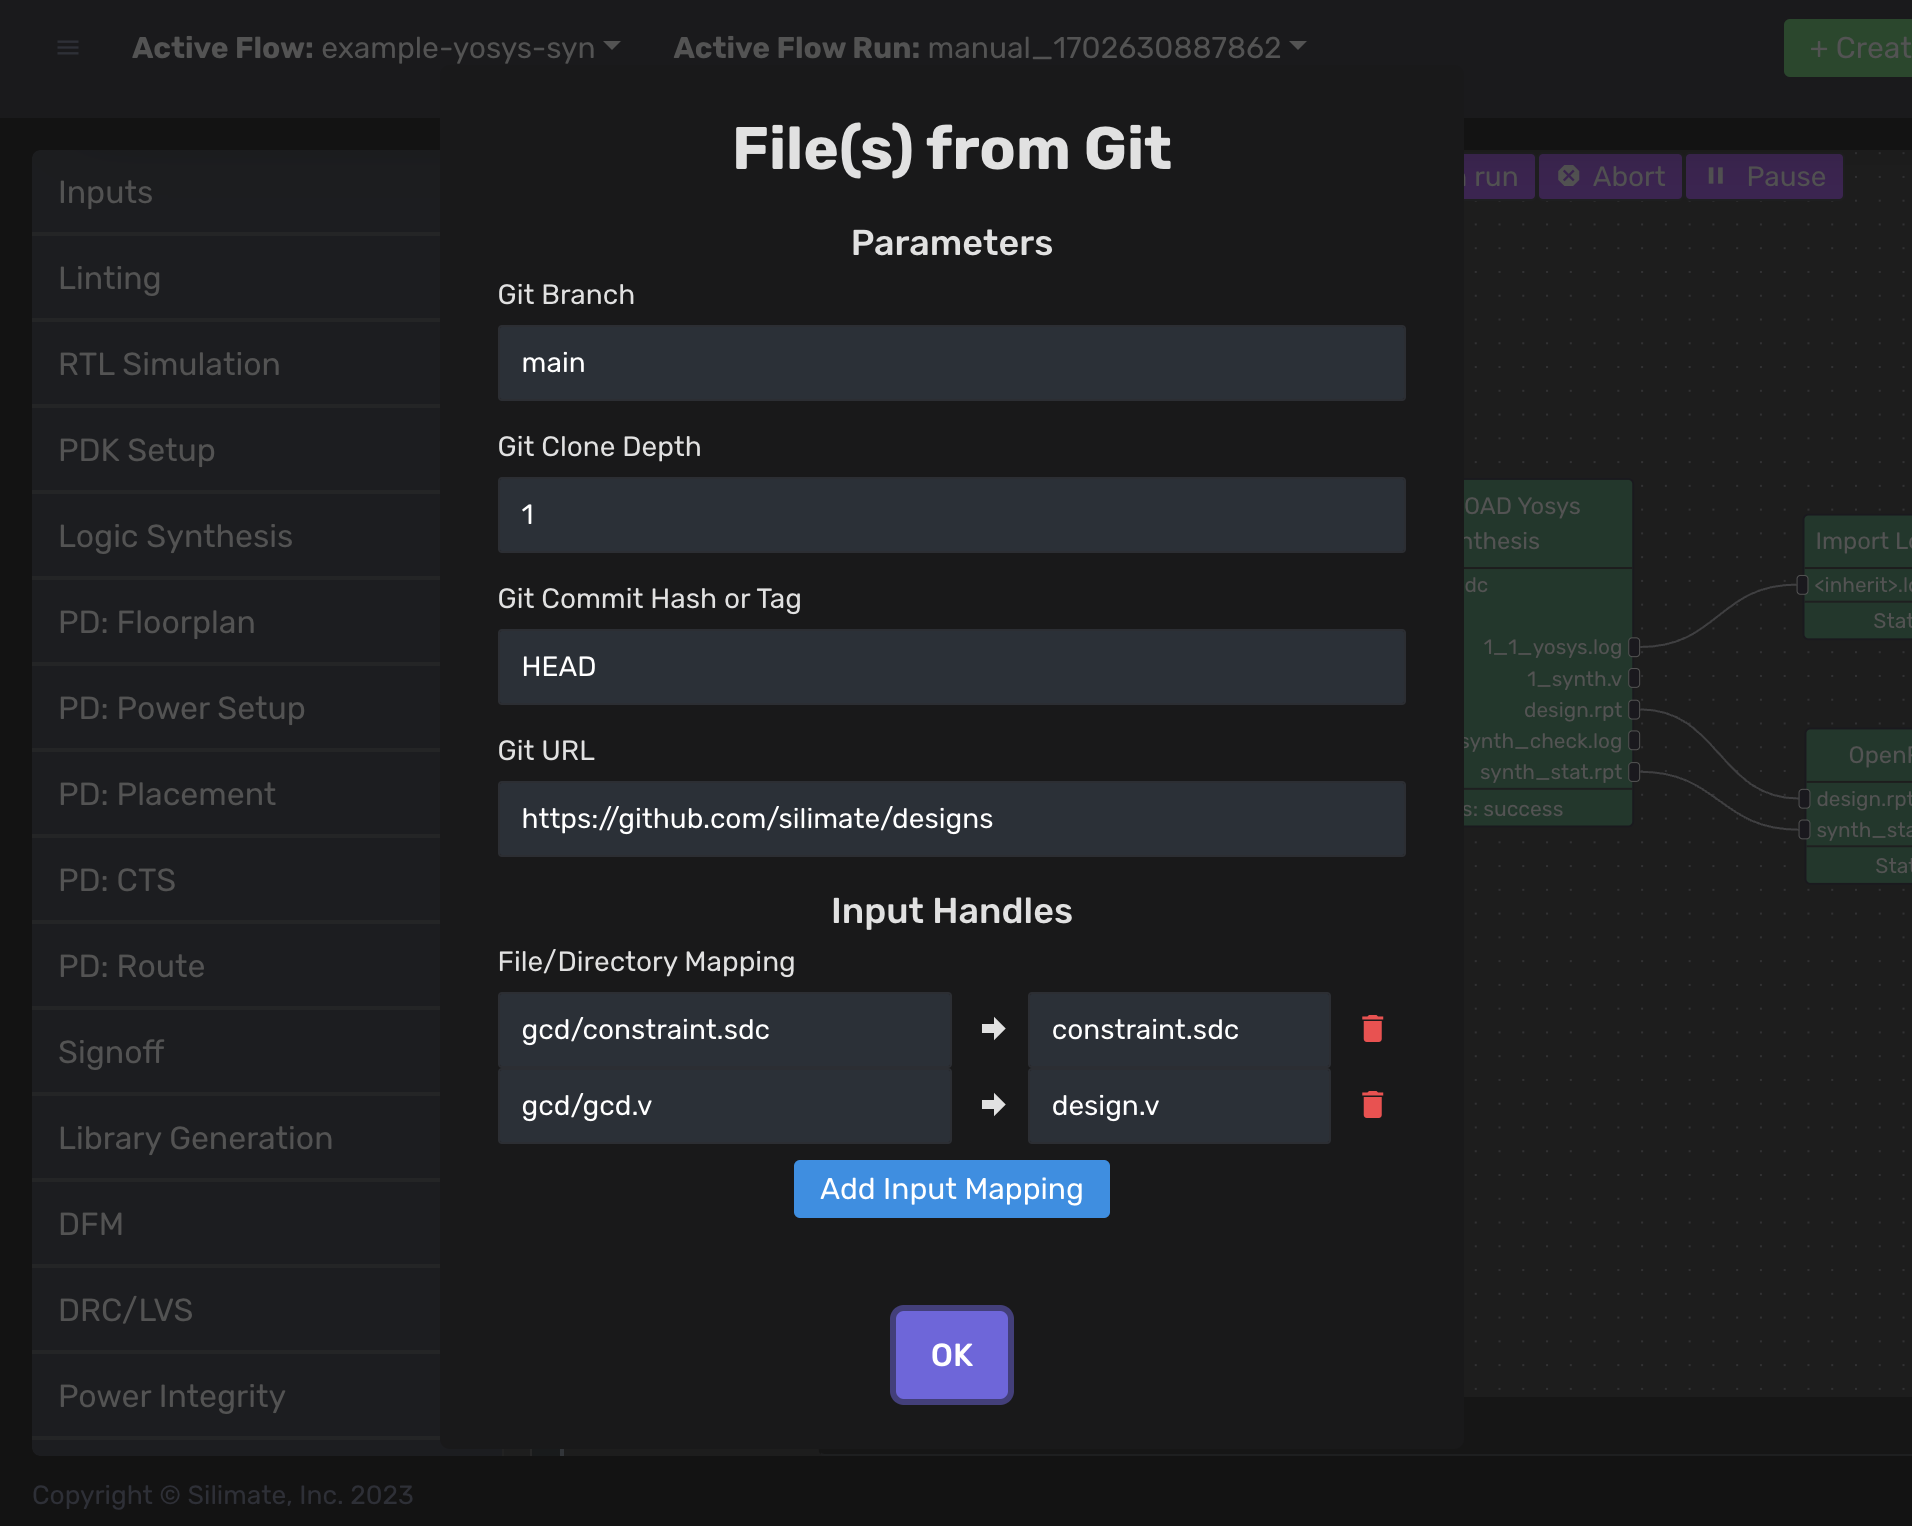 Active Flow: example-yosys-syn
Active Flow Run: manual_1702630887862
+ Creat
Inputs
Linting
RTL Simulation
PDK Setup
Logic Synthesis
PD: Floorplan
PD: Power Setup
PD: Placement
PD: CTS
PD: Route
Signoff
Library Generation
DFM
DRC/LVS
Power Integrity
File(s) from Git
Parameters
Git Branch
main
Git Clone Depth
1
Git Commit Hash or Tag
HEAD
Git URL
https://github.com/silimate/designs
Input Handles
File/Directory Mapping
gcd/constraint.sdc
constraint.sdc
gcd/gcd.v
design.v
Add Input Mapping
OK
run
Abort
Pause
OAD Yosys
nthesis
dc
1_1_yosys.log
1_synth.v
design.rpt
synth_check.log
synth_stat.rpt
s: success
Import Lo
<inherit>.lo
Stat
OpenR
design.rpt
synth_sta
Stat
Copyright © Silimate, Inc. 2023